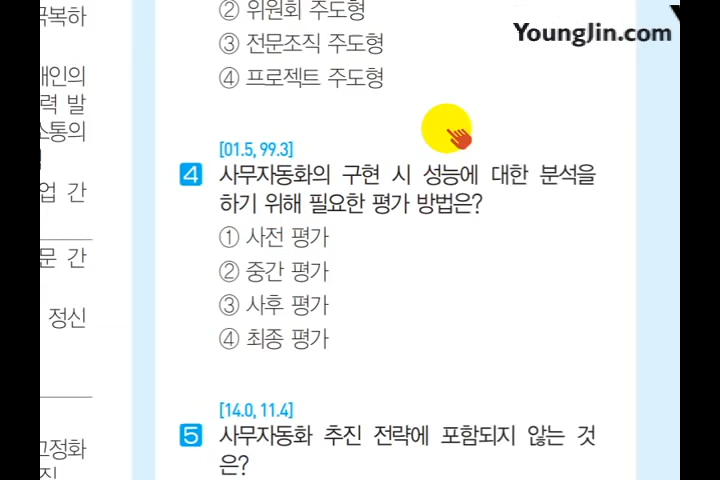 극복하
개인의
력 발
스통의
업 간
문 간
정신
고정화
② 위원회 주도형
③ 전문조직 주도형
④ 프로젝트 주도형
YoungJin.com
[01.5, 99.3]
4 사무자동화의 구현 시 성능에 대한 분석을
하기 위해 필요한 평가 방법은?
① 사전 평가
② 중간 평가
③ 사후 평가
④ 최종 평가
[14.0, 11.4]
5 사무자동화 추진 전략에 포함되지 않는 것
은?